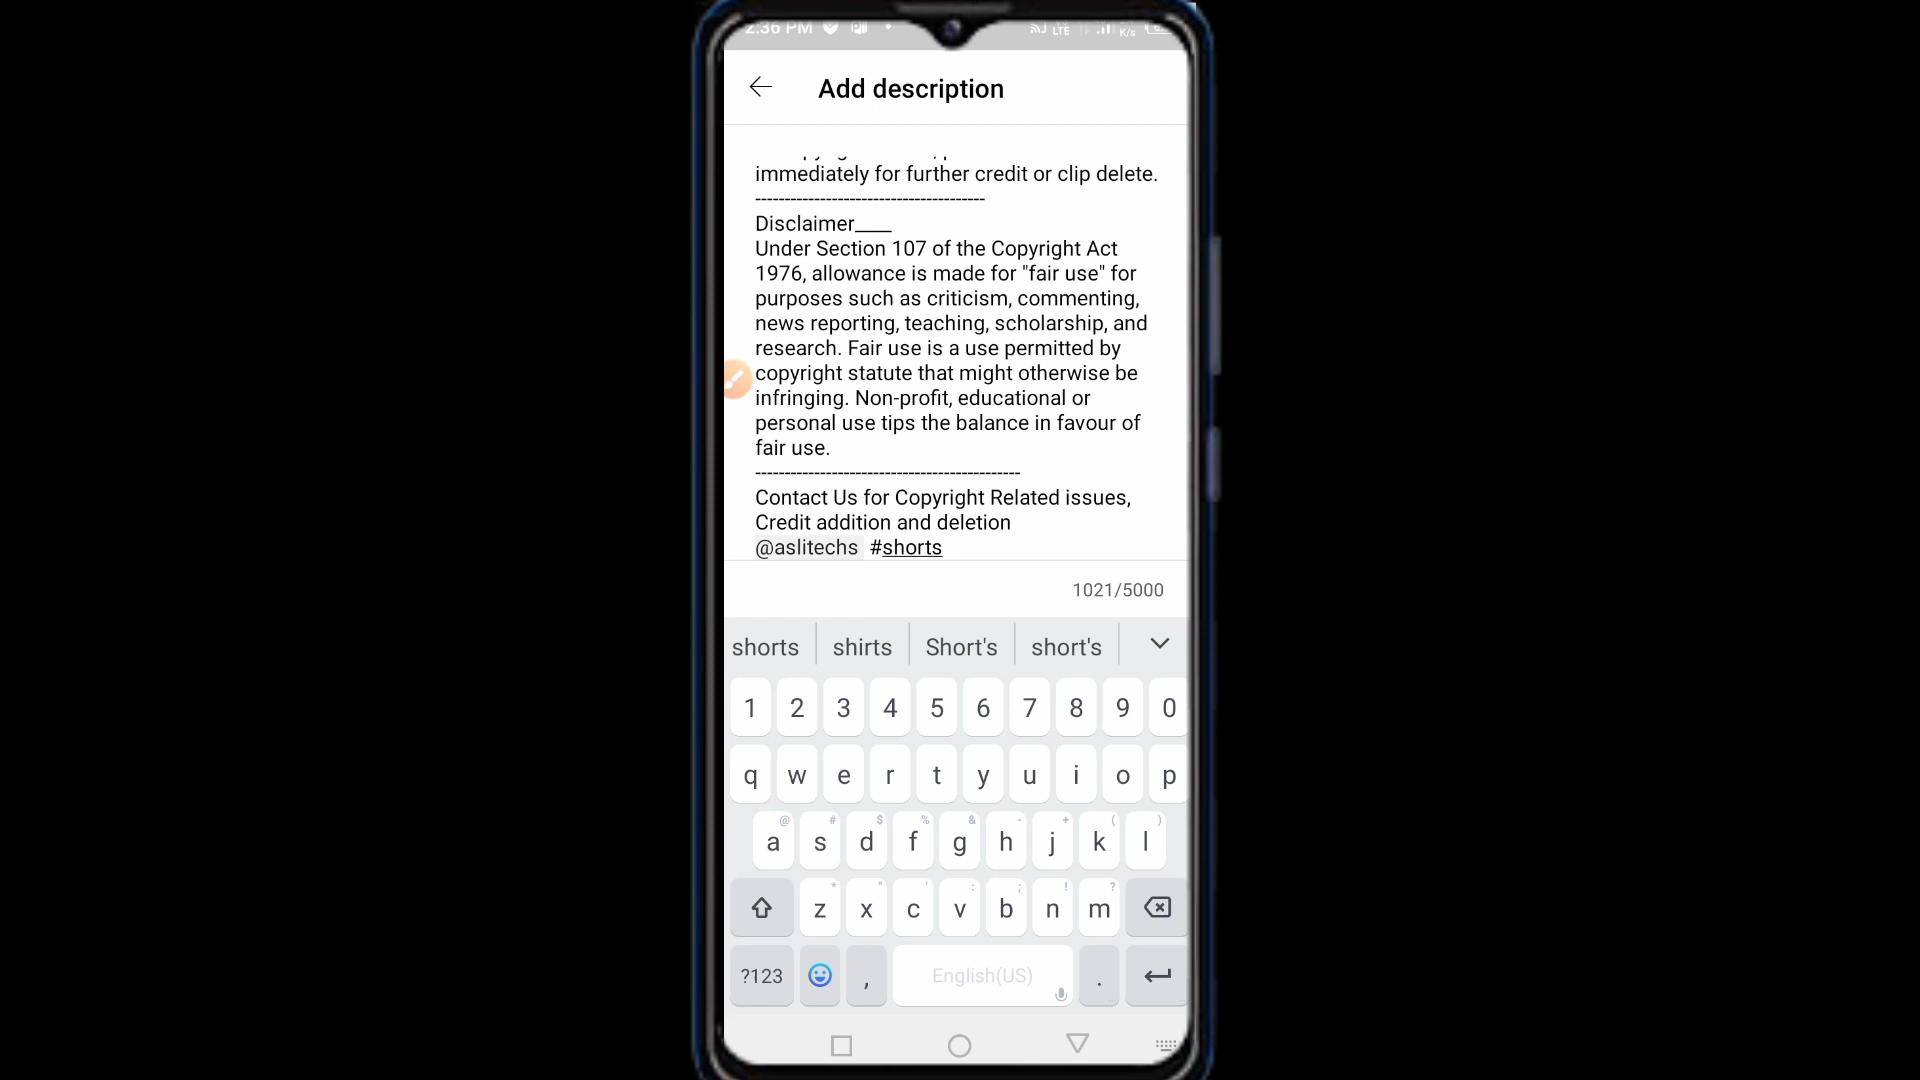 2:36 PM
LTE
K/s
Add description
immediately for further credit or clip delete.
---------------------------------------
Disclaimer____
Under Section 107 of the Copyright Act
1976, allowance is made for "fair use" for
purposes such as criticism, commenting,
news reporting, teaching, scholarship, and
research. Fair use is a use permitted by
copyright statute that might otherwise be
infringing. Non-profit, educational or
personal use tips the balance in favour of
fair use.
---------------------------------------------
Contact Us for Copyright Related issues,
Credit addition and deletion
@aslitechs #shorts
1021/5000
shorts shirts Short's short's
1 2 3 4 5 6 7 8 9 0
q w e r t y u i o p
@ # $ % & - + ( )
a s d f g h j k l
* " ' : ; ! ?
z x c v b n m
?123 , English(US) .